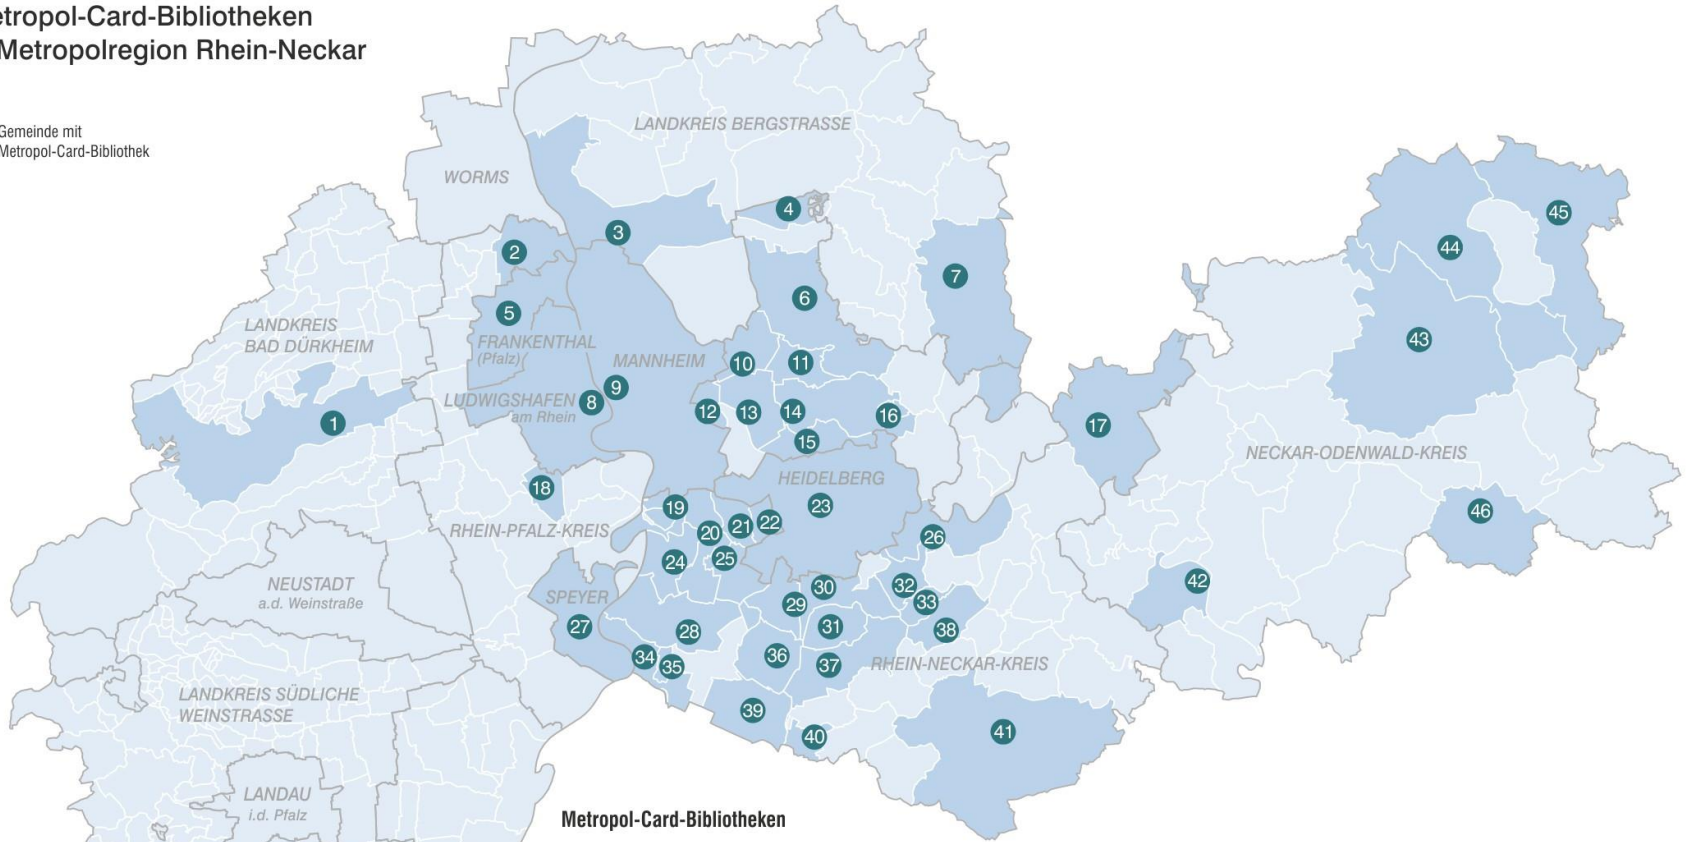 etropol-Card-Bibliotheken
Metropolregion Rhein-Neckar
Gemeinde mit
Metropol-Card-Bibliothek
LANDKREIS BERGSTRASSE
WORMS
4
45
3
2
44
7
6
5
LANDKREIS
BAD DÜRKHEIM
FRANKENTHAL
(Pfalz)
43
MANNHEIM
10
11
9
8
LUDWIGSHAFEN
am Rhein
12
13
14
16
1
17
15
NECKAR-ODENWALD-KREIS
HEIDELBERG
18
19
23
46
RHEIN-PFALZ-KREIS
20
21
22
26
24
25
NEUSTADT
a.d. Weinstraße
42
30
32
SPEYER
29
33
27
28
31
38
34
35
36
37
RHEIN-NECKAR-KREIS
LANDKREIS SÜDLICHE
WEINSTRASSE
39
40
41
LANDAU
i.d. Pfalz
Metropol-Card-Bibliotheken